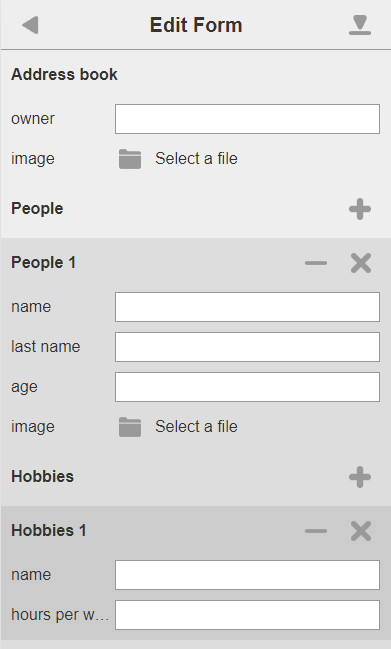 Edit Form
Address book
owner
image Select a file
People
People 1
name
last name
age
image Select a file
Hobbies
Hobbies 1
name
hours per w...